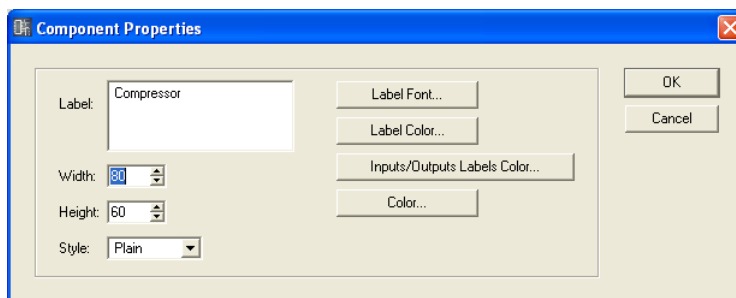 Component Properties
Label:
Compressor
Label Font...
Label Color...
Inputs/Outputs Labels Color...
Color...
Width:
80
Height:
60
Style:
Plain
OK
Cancel